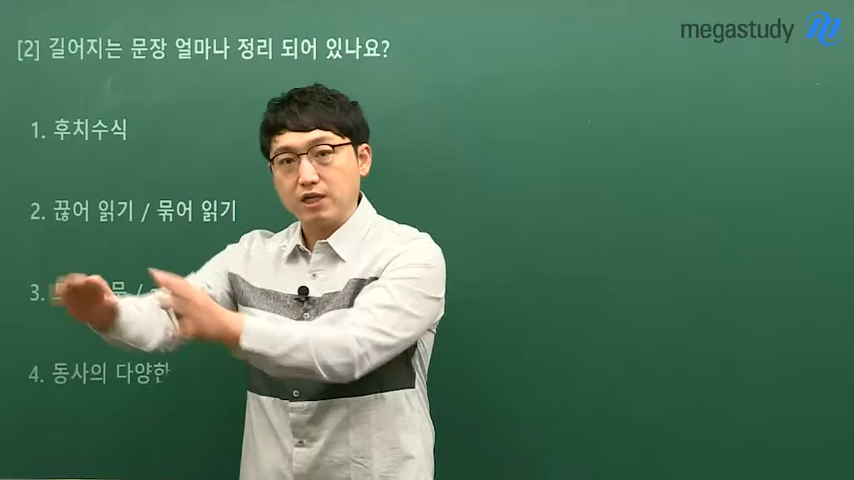 megastudy
[2] 길어지는 문장 얼마나 정리 되어 있나요?
1. 후치수식
2. 끊어 읽기 / 묶어 읽기
3. /
4. 동사의 다양한